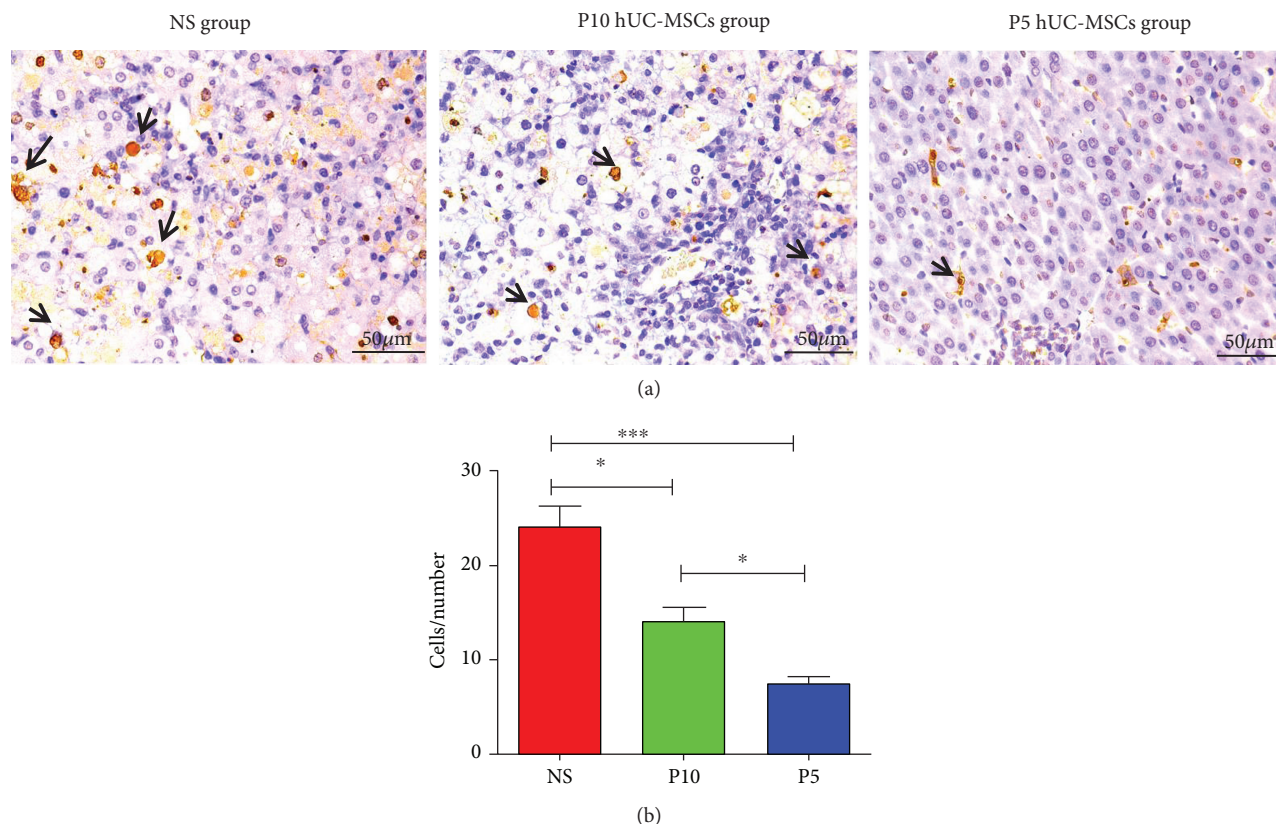 NS group
P10 hUC-MSCs group
P5 hUC-MSCs group
50μm
50μm
50μm
(a)
***
*
*
30
20
10
0
Cells/number
NS
P10
P5
(b)